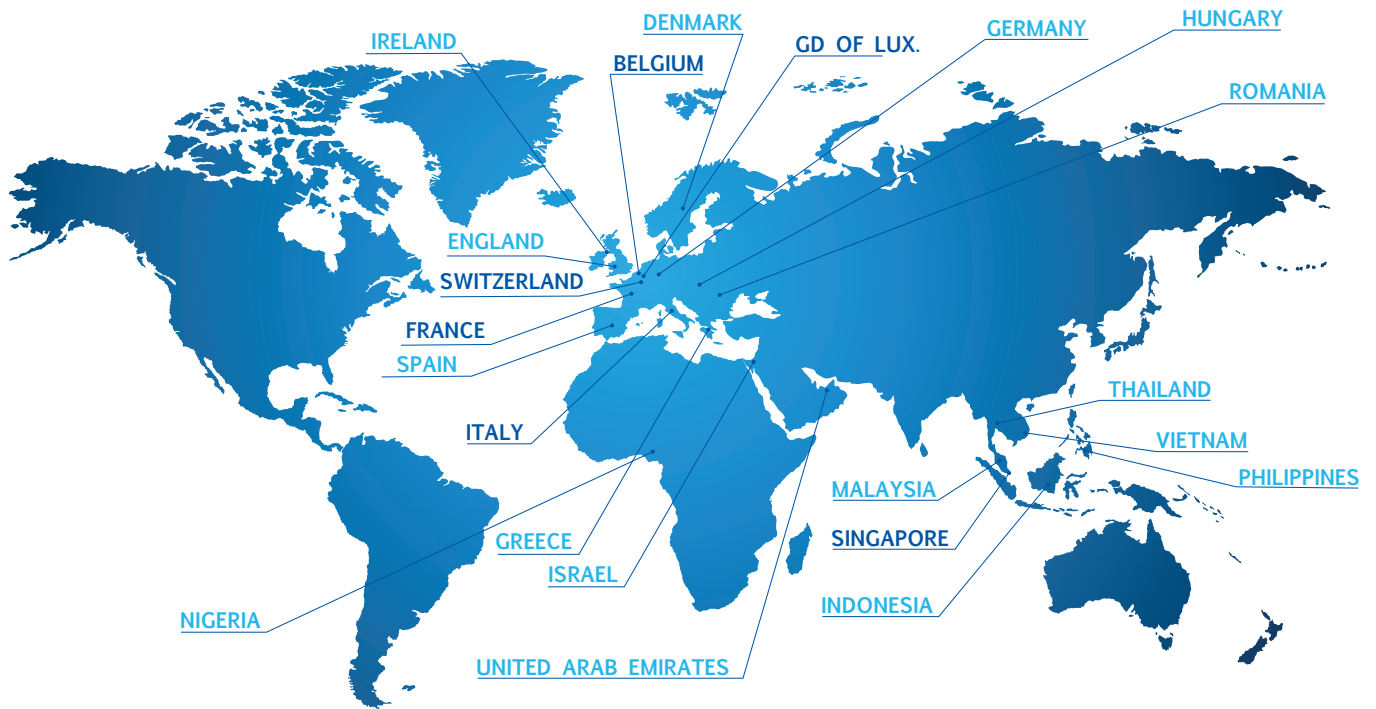 DENMARK
HUNGARY
IRELAND
GERMANY
GD OF LUX.
BELGIUM
ROMANIA
ENGLAND
SWITZERLAND
FRANCE
SPAIN
THAILAND
ITALY
VIETNAM
PHILIPPINES
MALAYSIA
SINGAPORE
GREECE
ISRAEL
INDONESIA
NIGERIA
UNITED ARAB EMIRATES